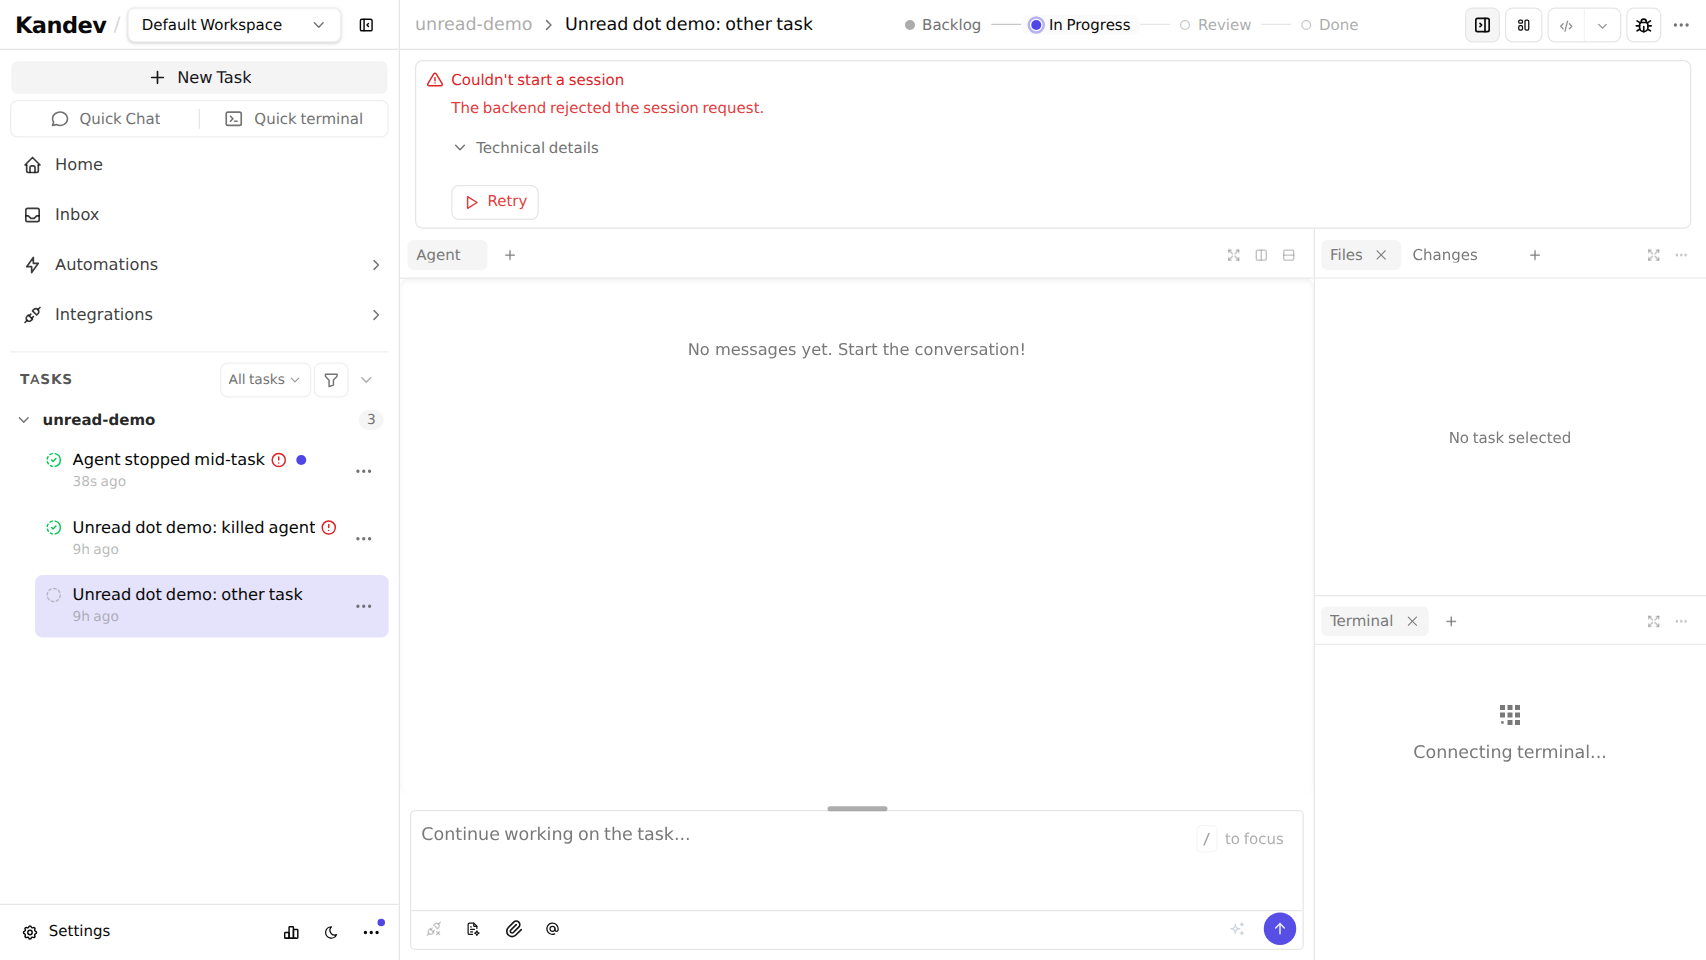 Kandev / Default Workspace
unread-demo > Unread dot demo: other task
Backlog
In Progress
Review
Done
New Task
Quick Chat
Quick terminal
Home
Inbox
Automations
Integrations
TASKS
All tasks
unread-demo
3
Agent stopped mid-task
38s ago
Unread dot demo: killed agent
9h ago
Unread dot demo: other task
9h ago
Settings
Couldn't start a session
The backend rejected the session request.
Technical details
Retry
Agent
No messages yet. Start the conversation!
Continue working on the task...
/ to focus
Files
Changes
No task selected
Terminal
Connecting terminal...